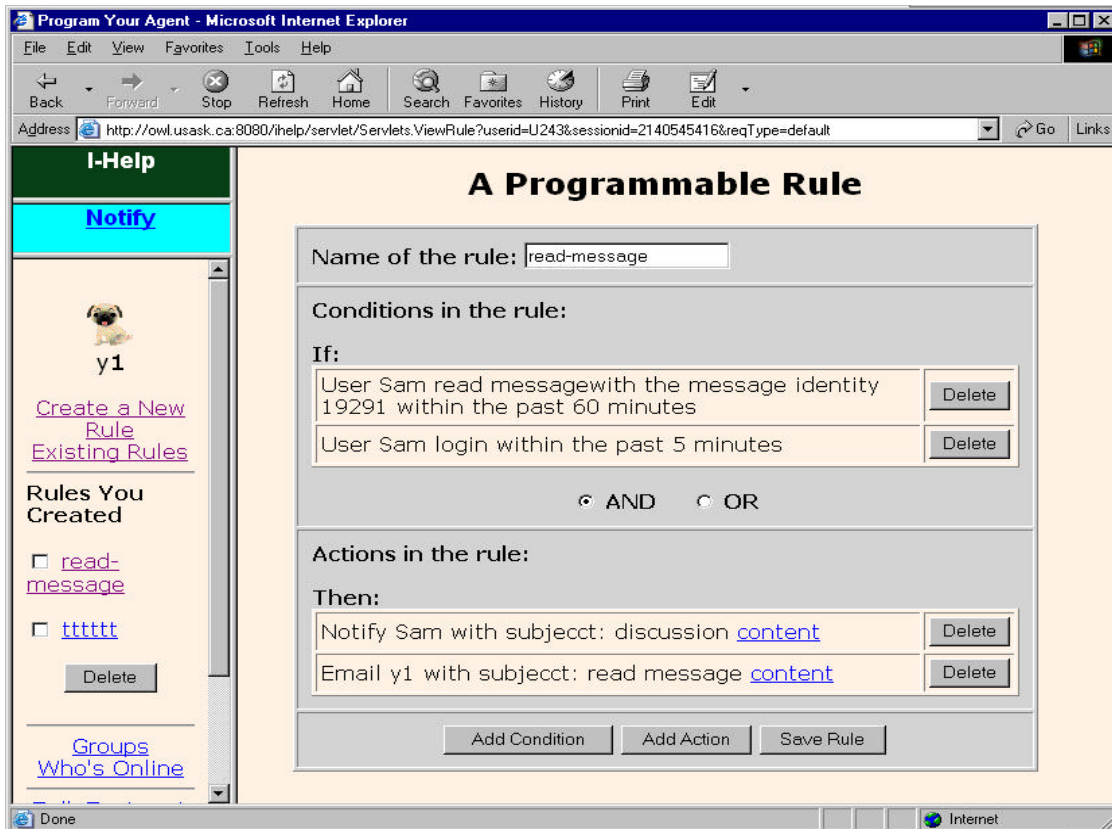 Program Your Agent - Microsoft Internet Explorer
File Edit View Favorites Tools Help
Back Forward Stop Refresh Home Search Favorites History Print Edit
Address http://owl.usask.ca:8080/ihelp/servlet/Servlets.ViewRule?userid=U243&sessionid=2140545416&reqType=default Go Links
I-Help
Notify
y1
Create a New
Rule
Existing Rules
Rules You
Created
read-
message
tttttt
Delete
Groups
Who's Online
A Programmable Rule
Name of the rule: read-message
Conditions in the rule:
If:
User Sam read messagewith the message identity
19291 within the past 60 minutes
Delete
User Sam login within the past 5 minutes
Delete
AND OR
Actions in the rule:
Then:
Notify Sam with subjecct: discussion content
Delete
Email y1 with subjecct: read message content
Delete
Add Condition Add Action Save Rule
Done Internet